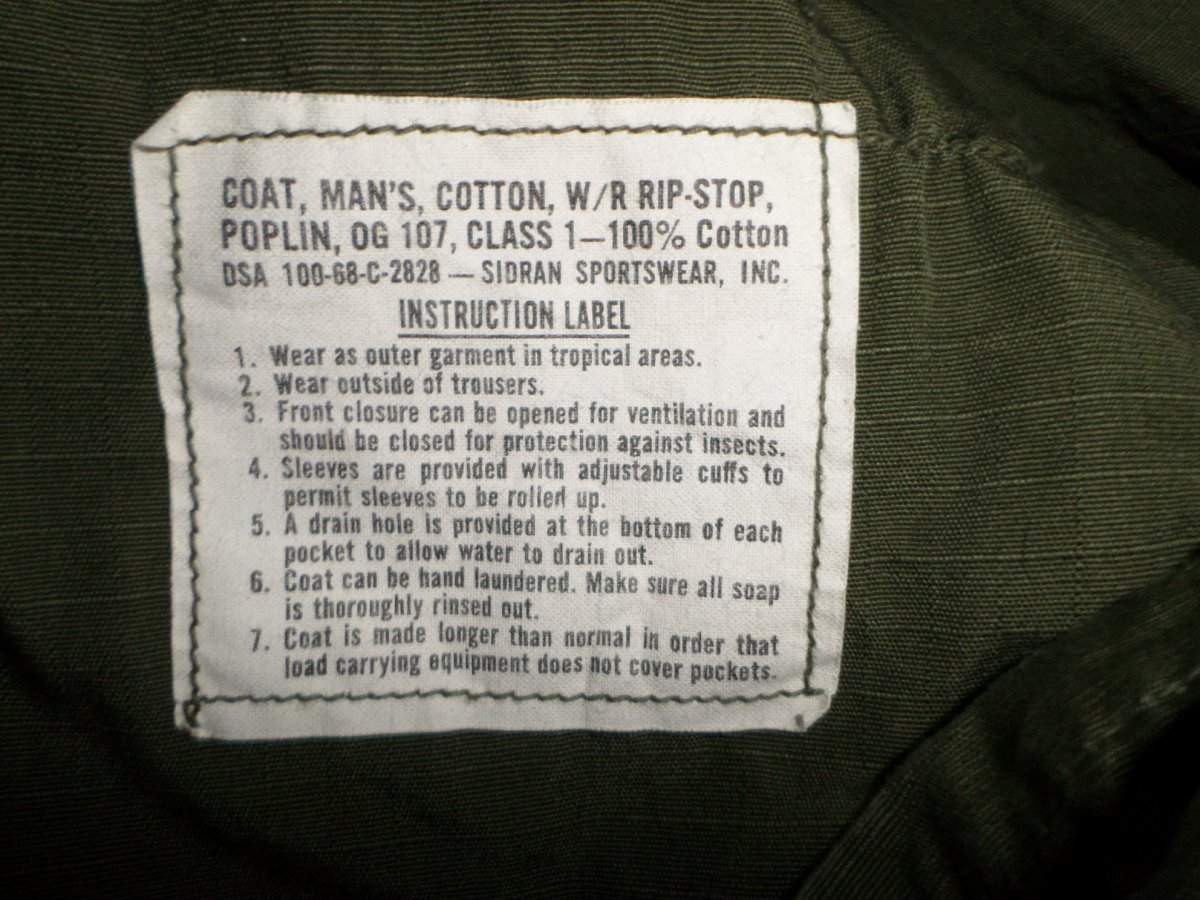 COAT, MAN'S, COTTON, W/R RIP-STOP,
POPLIN, OG 107, CLASS 1—100% Cotton
DSA 100-68-C-2828 — SIDRAN SPORTSWEAR, INC.
INSTRUCTION LABEL
1. Wear as outer garment in tropical areas.
2. Wear outside of trousers.
3. Front closure can be opened for ventilation and
should be closed for protection against insects.
4. Sleeves are provided with adjustable cuffs to
permit sleeves to be rolled up.
5. A drain hole is provided at the bottom of each
pocket to allow water to drain out.
6. Coat can be hand laundered. Make sure all soap
is thoroughly rinsed out.
7. Coat is made longer than normal in order that
load carrying equipment does not cover pockets.